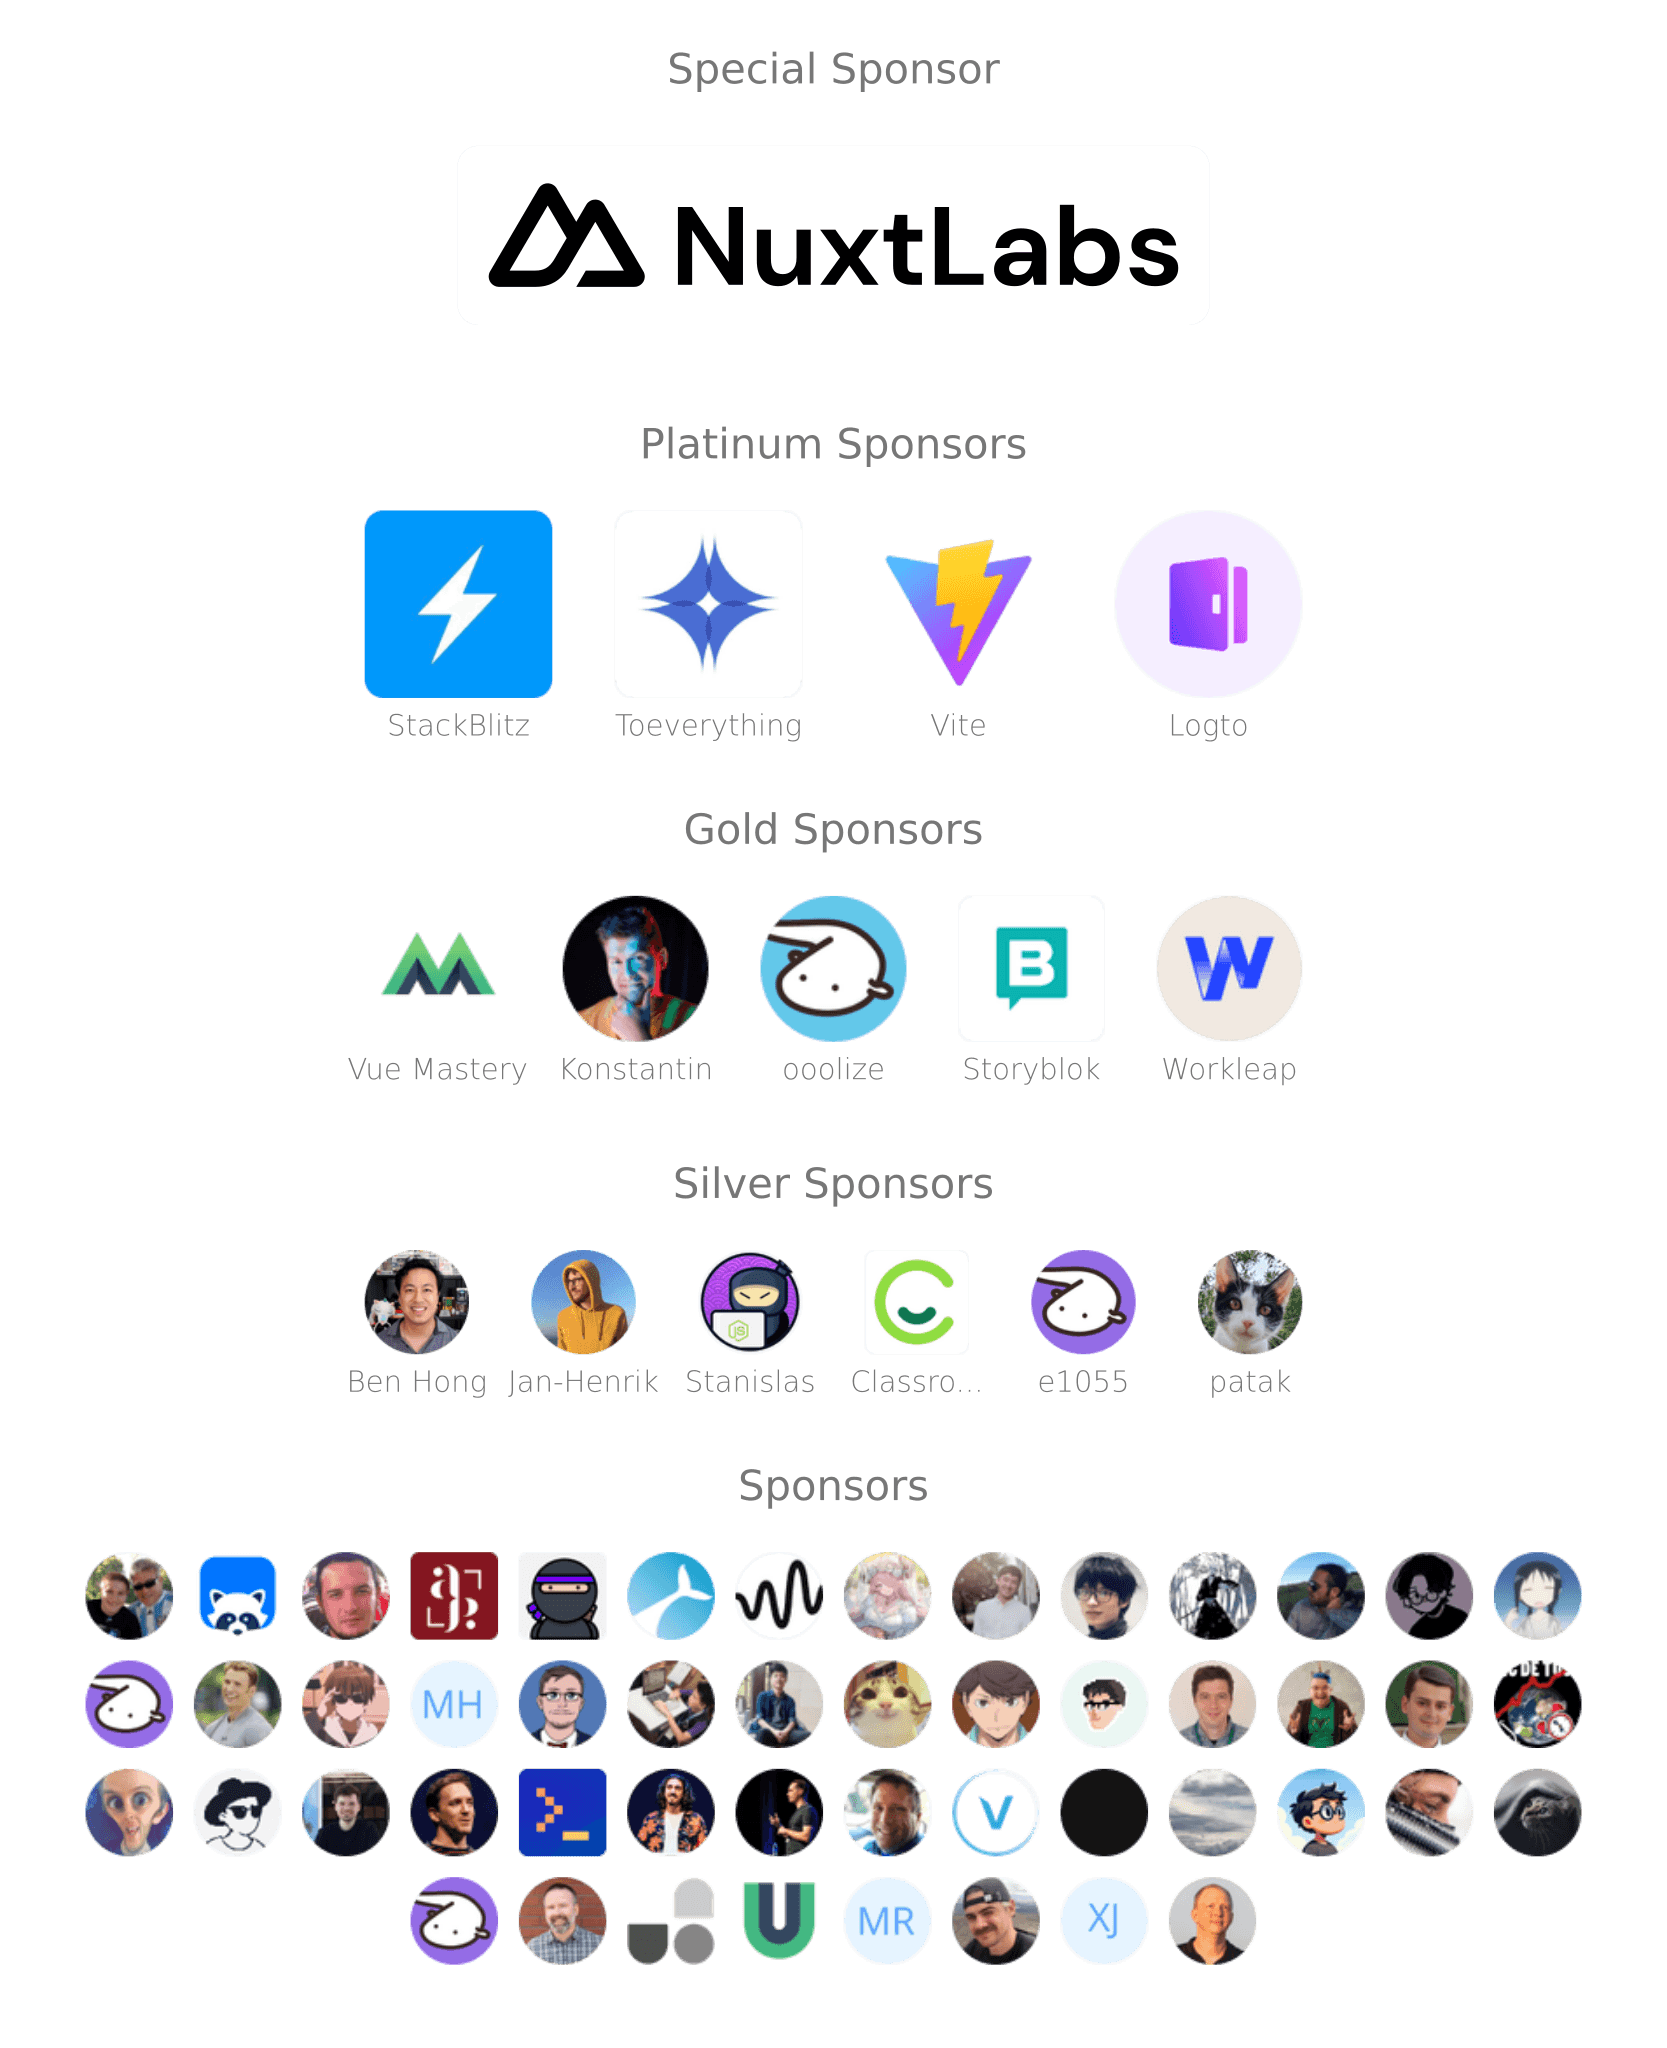 Special Sponsor
NuxtLabs
Platinum Sponsors
StackBlitz Toeverything Vite Logto
Gold Sponsors
Vue Mastery Konstantin ooolize Storyblok Workleap
Silver Sponsors
Ben Hong Jan-Henrik Stanislas Classro... e1055 patak
Sponsors
MH
MR XJ